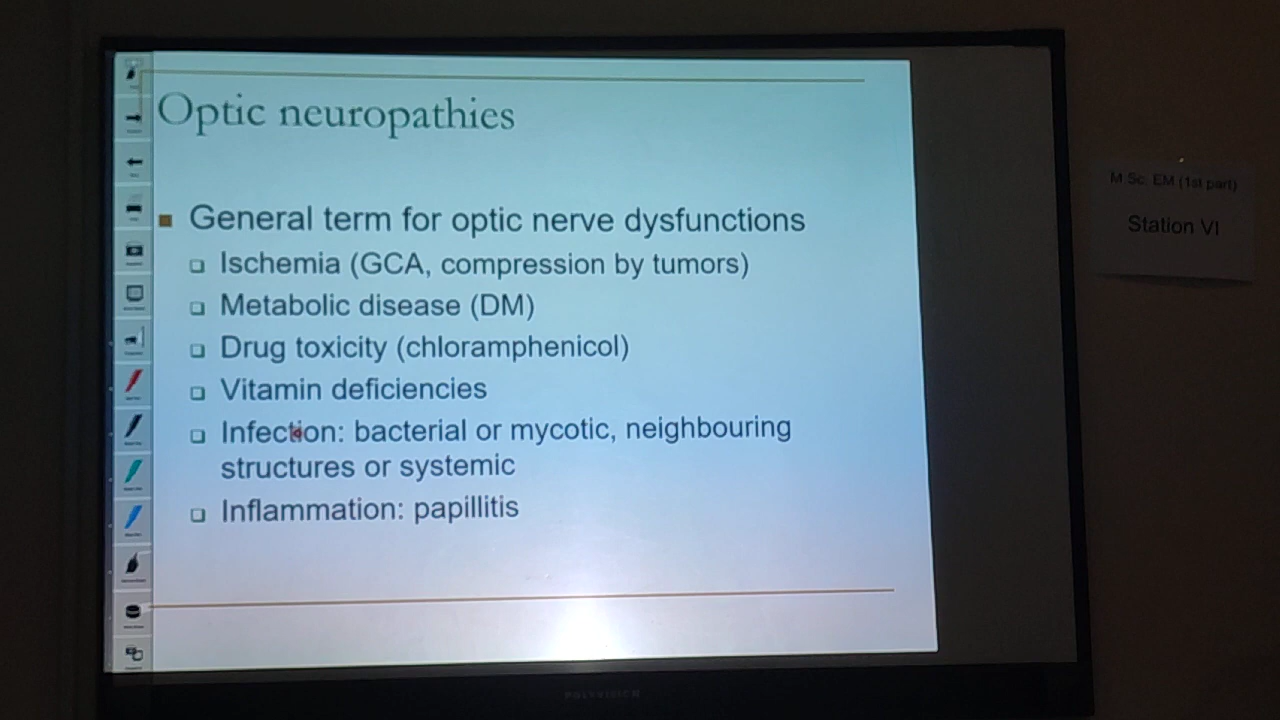 Optic neuropathies
General term for optic nerve dysfunctions
Ischemia (GCA, compression by tumors)
Metabolic disease (DM)
Drug toxicity (chloramphenicol)
Vitamin deficiencies
Infection: bacterial or mycotic, neighbouring
structures or systemic
Inflammation: papillitis
M Sc. EM (1st part)
Station VI